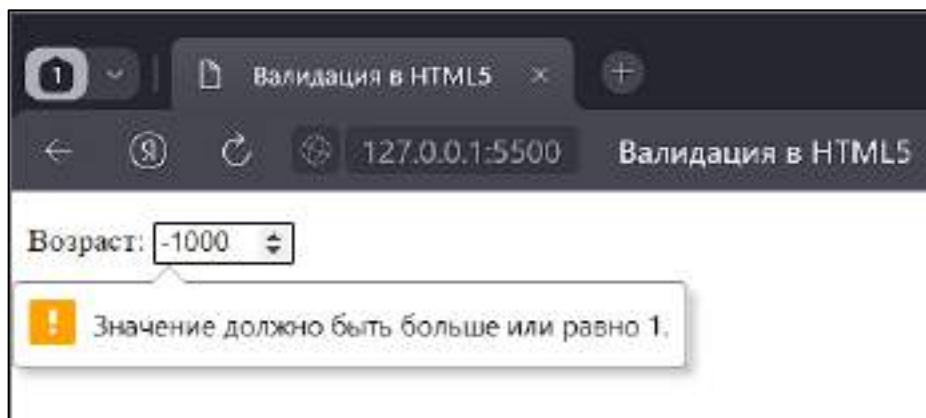 1
Валидация в HTML5
Я 127.0.0.1:5500 Валидация в HTML5
Возраст: -1000
! Значение должно быть больше или равно 1.